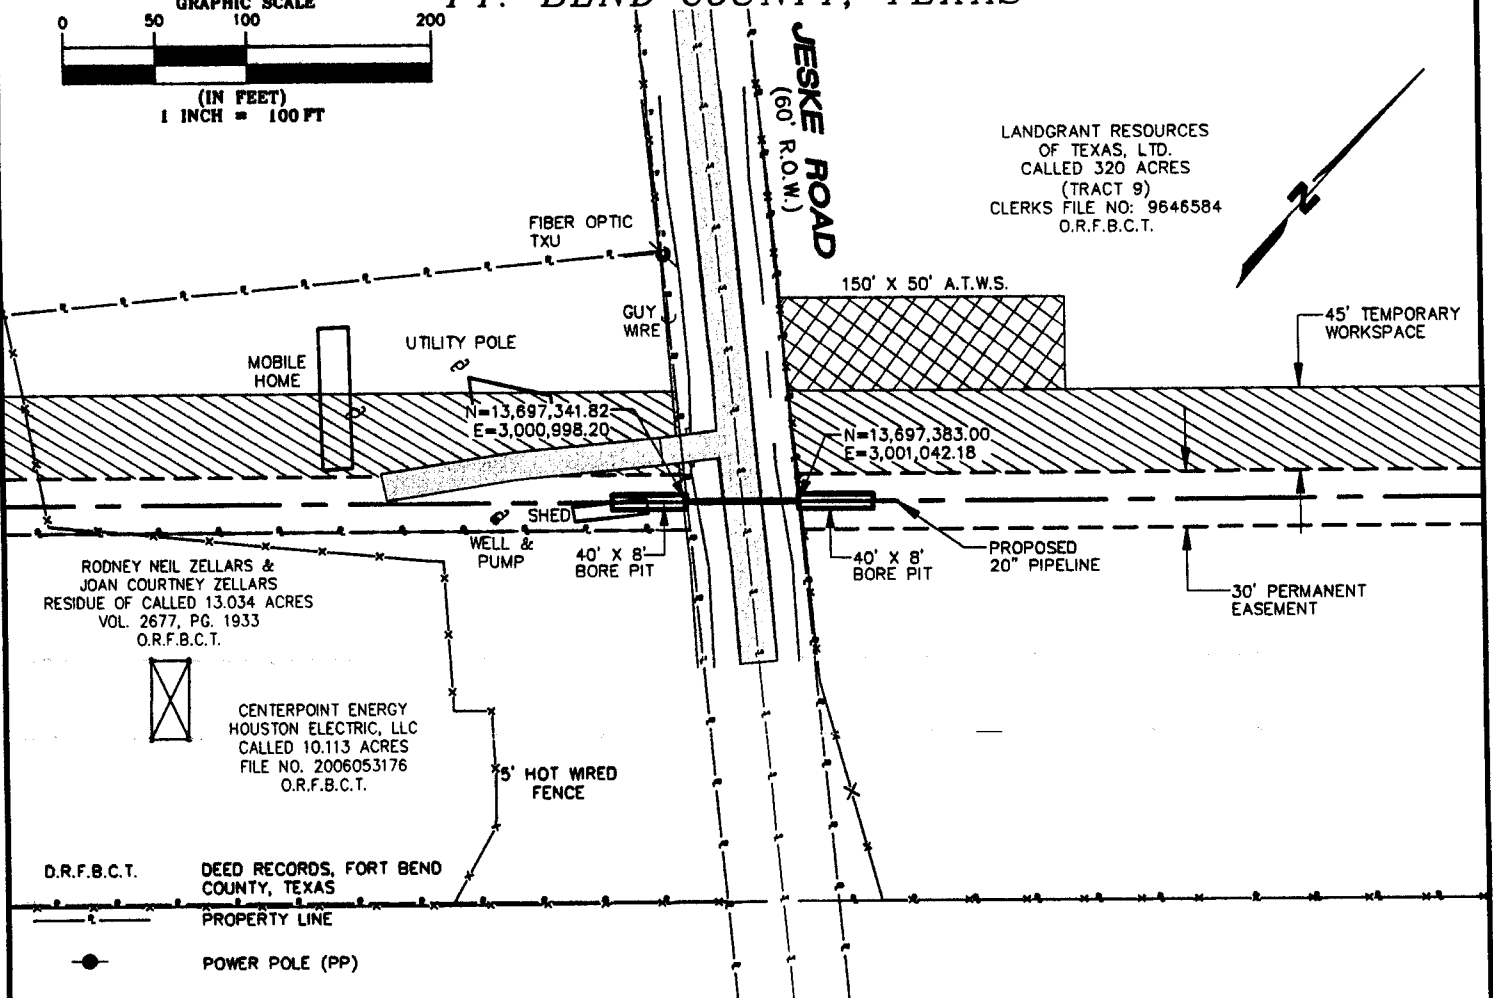 GRAPHIC SCALE
FT. BEND COUNTY, TEXAS
0 50 100 200
(IN FEET)
1 INCH = 100 FT
JESKE ROAD
(60' R.O.W.)
LANDGRANT RESOURCES
OF TEXAS, LTD.
CALLED 320 ACRES
(TRACT 9)
CLERKS FILE NO: 9646584
O.R.F.B.C.T.
N
FIBER OPTIC
TXU
150' X 50' A.T.W.S.
GUY
WIRE
45' TEMPORARY
WORKSPACE
UTILITY POLE
MOBILE
HOME
N=13,697,341.82
E=3,000,998.20
N=13,697,383.00
E=3,001,042.18
SHED
WELL &
PUMP
40' X 8'
BORE PIT
40' X 8'
BORE PIT
PROPOSED
20" PIPELINE
30' PERMANENT
EASEMENT
RODNEY NEIL ZELLARS &
JOAN COURTNEY ZELLARS
RESIDUE OF CALLED 13.034 ACRES
VOL. 2677, PG. 1933
O.R.F.B.C.T.
CENTERPOINT ENERGY
HOUSTON ELECTRIC, LLC
CALLED 10.113 ACRES
FILE NO. 2006053176
O.R.F.B.C.T.
5' HOT WIRED
FENCE
D.R.F.B.C.T. DEED RECORDS, FORT BEND
COUNTY, TEXAS
PROPERTY LINE
POWER POLE (PP)